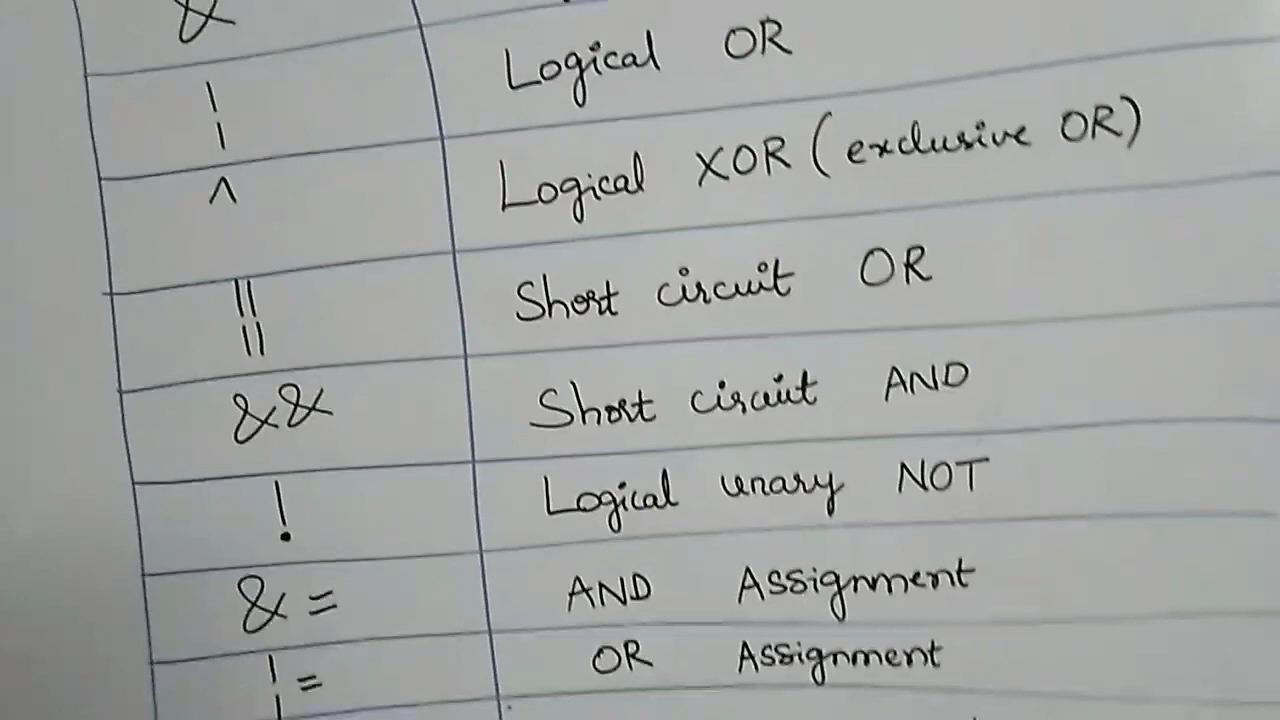 &
¦ Logical OR
^ Logical XOR (exclusive OR)
¦¦ Short circuit OR
&& Short circuit AND
! Logical unary NOT
&= AND Assignment
¦= OR Assignment